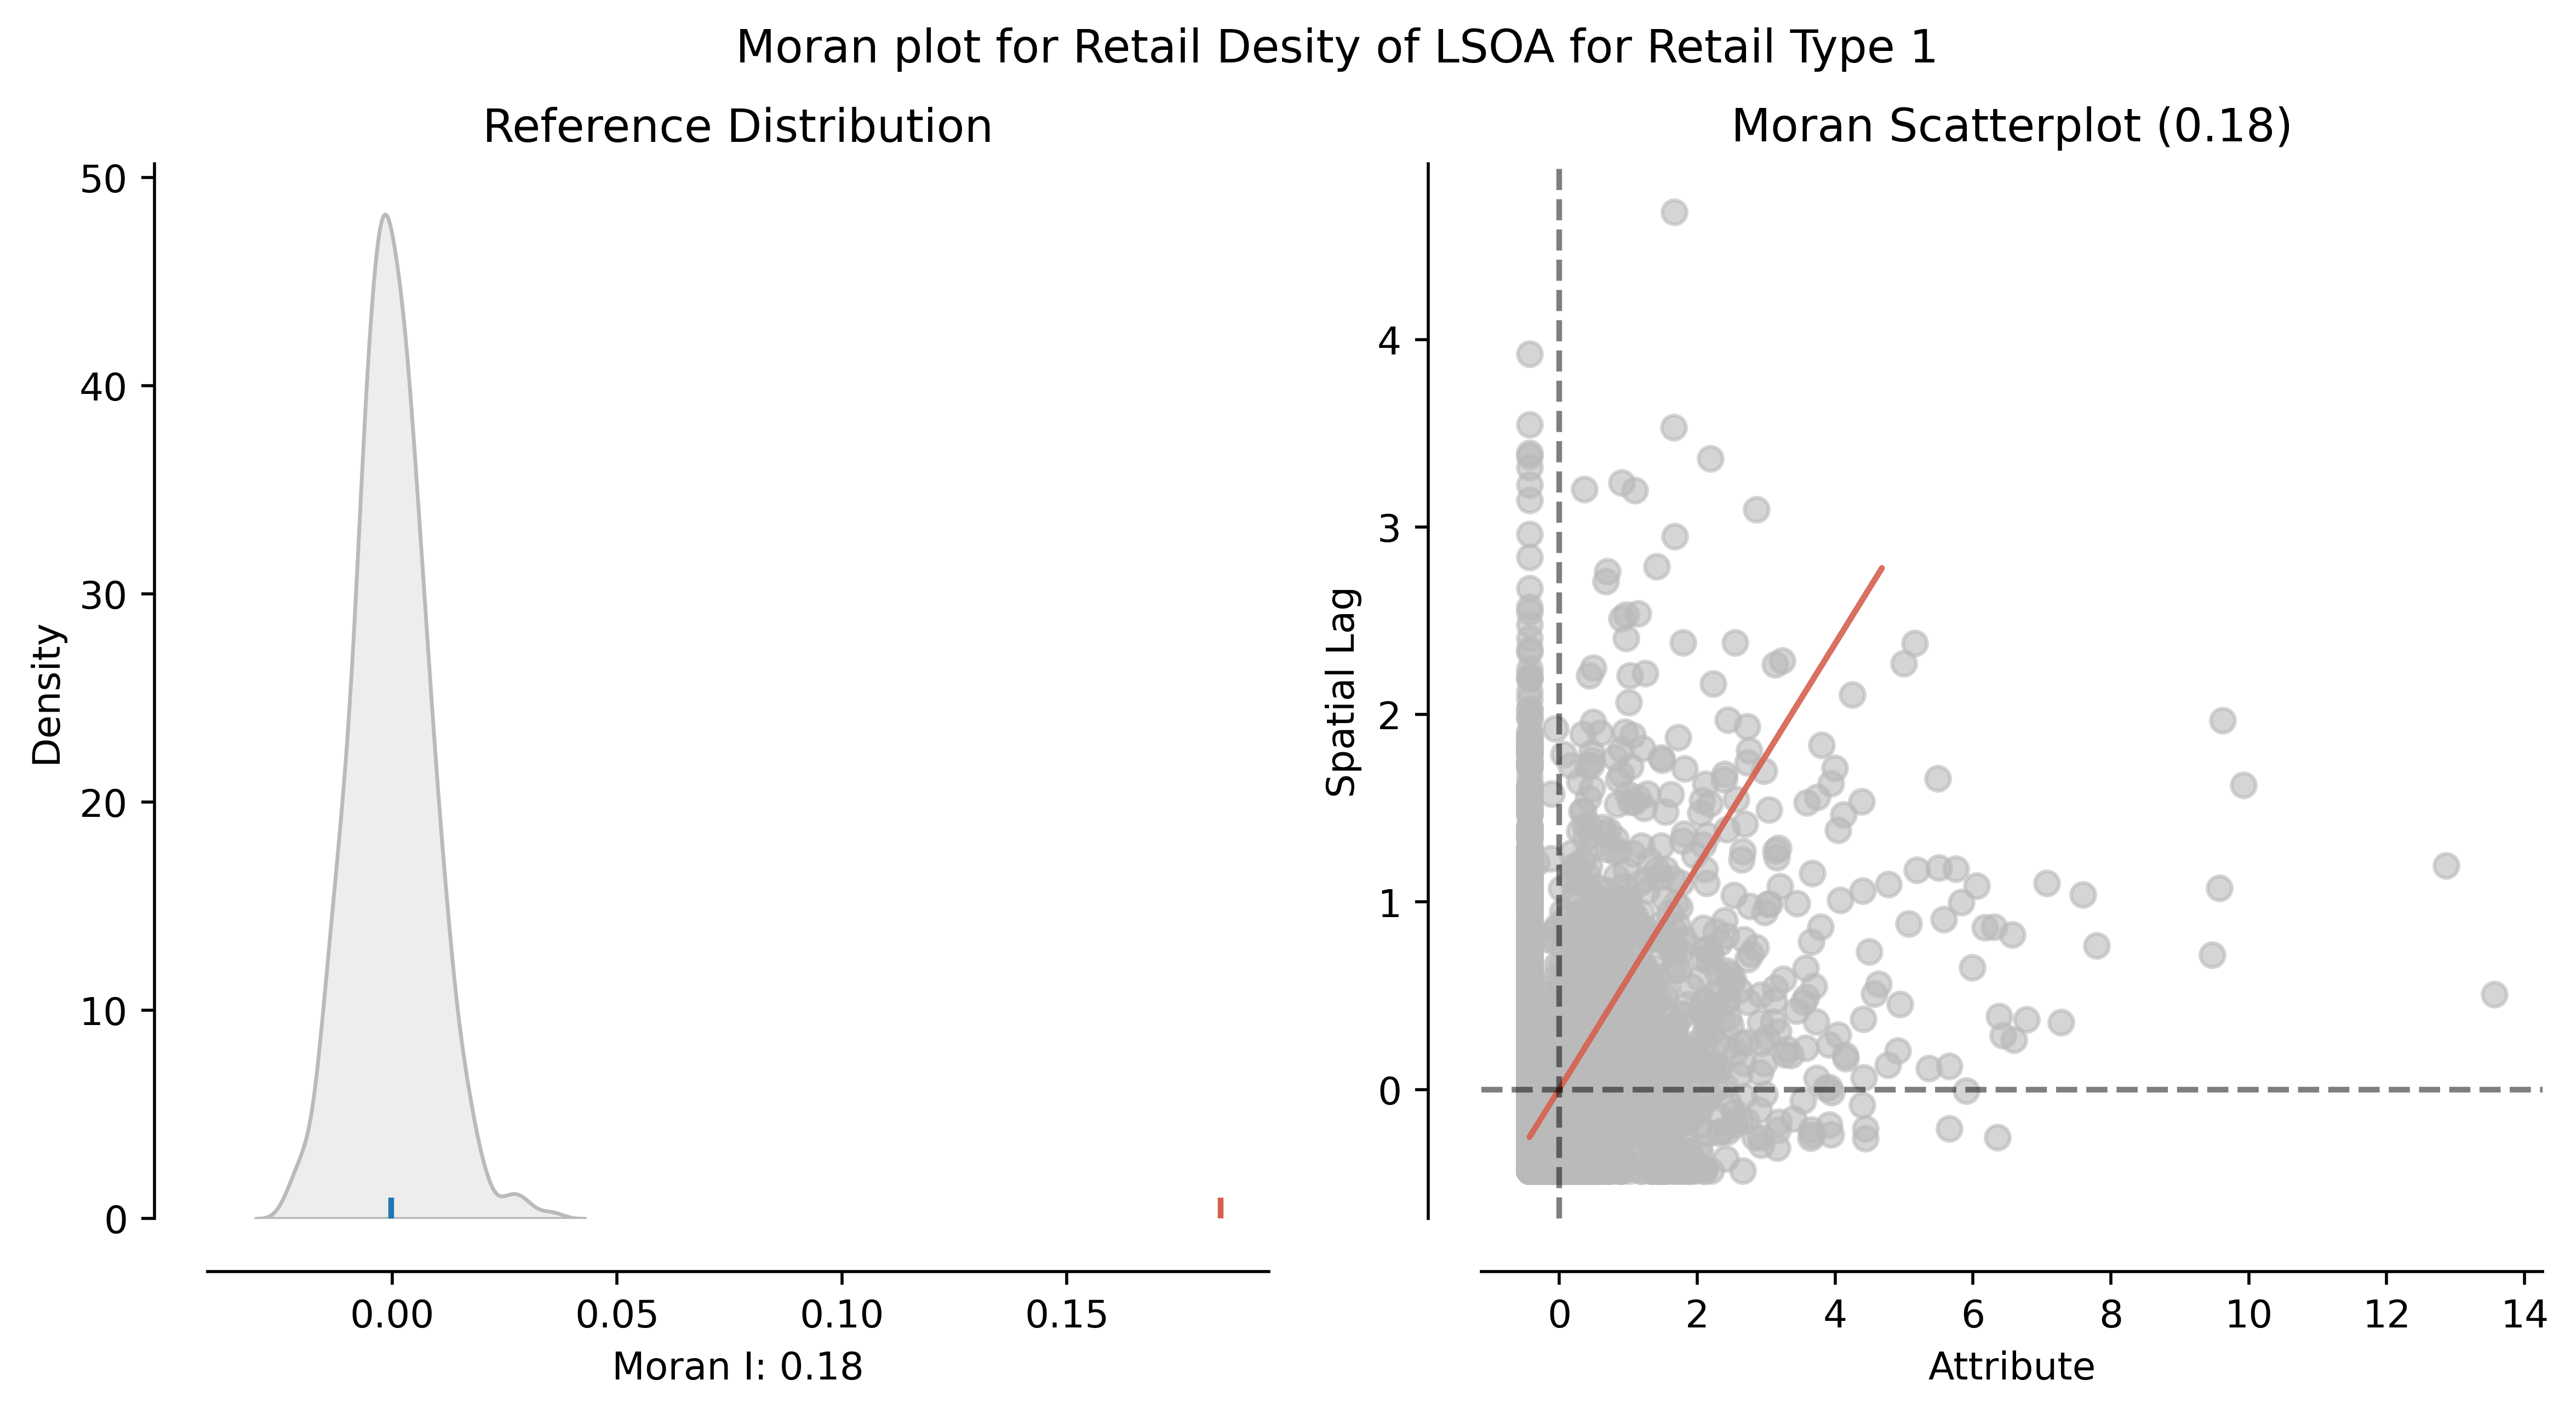 Moran plot for Retail Desity of LSOA for Retail Type 1
Reference Distribution
50
40
30
20
10
0
Density
0.00 0.05 0.10 0.15
Moran I: 0.18
Moran Scatterplot (0.18)
4
3
2
1
0
Spatial Lag
0 2 4 6 8 10 12 14
Attribute